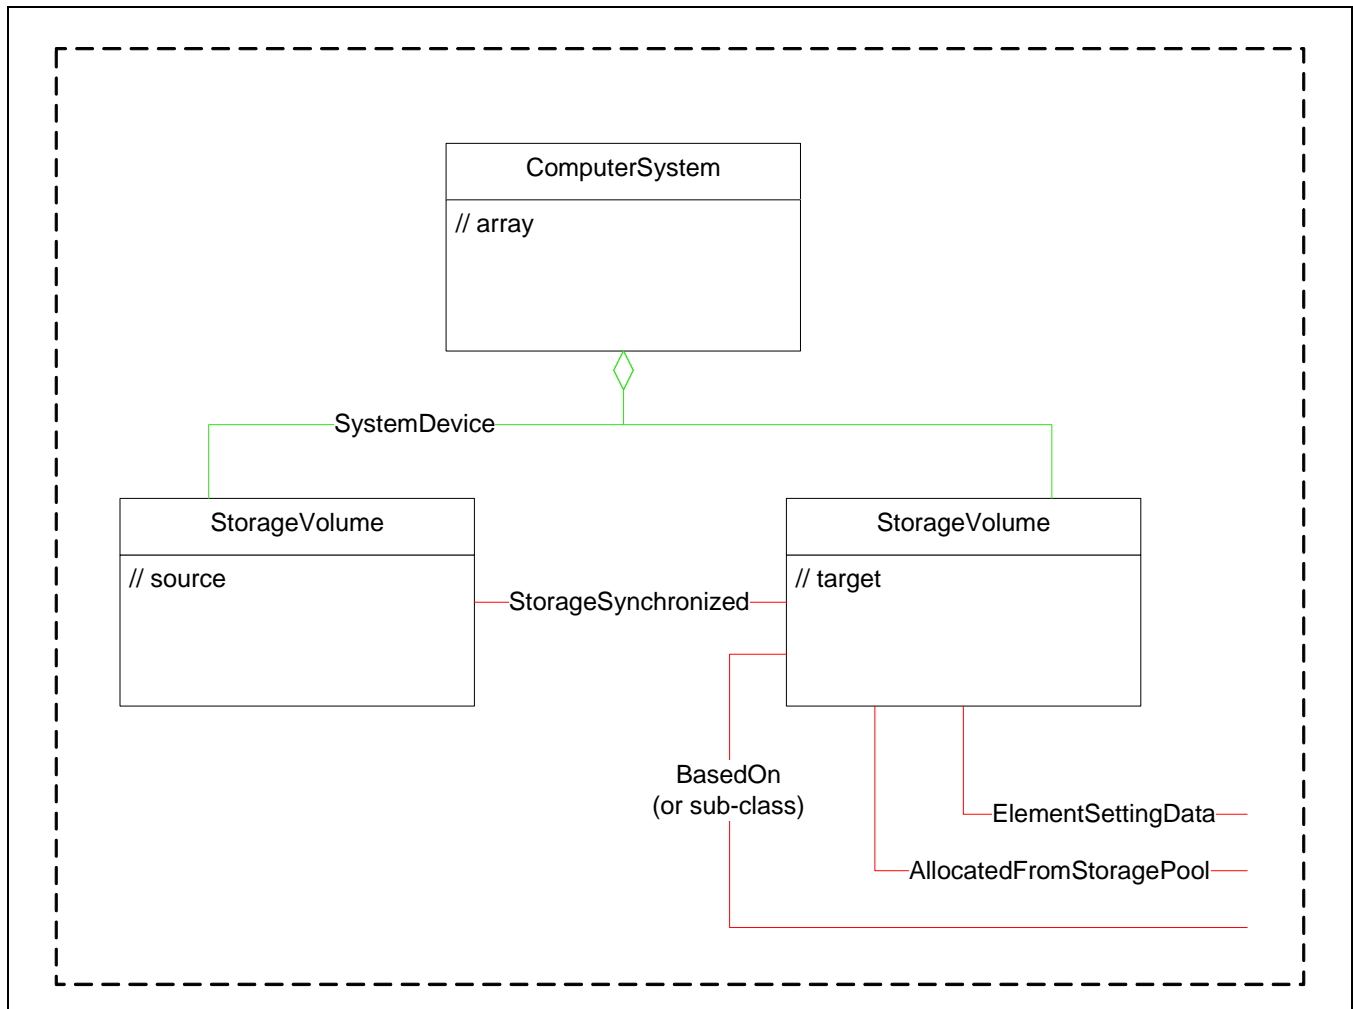 ComputerSystem
// array
SystemDevice
StorageVolume
// source
StorageSynchronized
StorageVolume
// target
BasedOn
(or sub-class)
ElementSettingData
AllocatedFromStoragePool